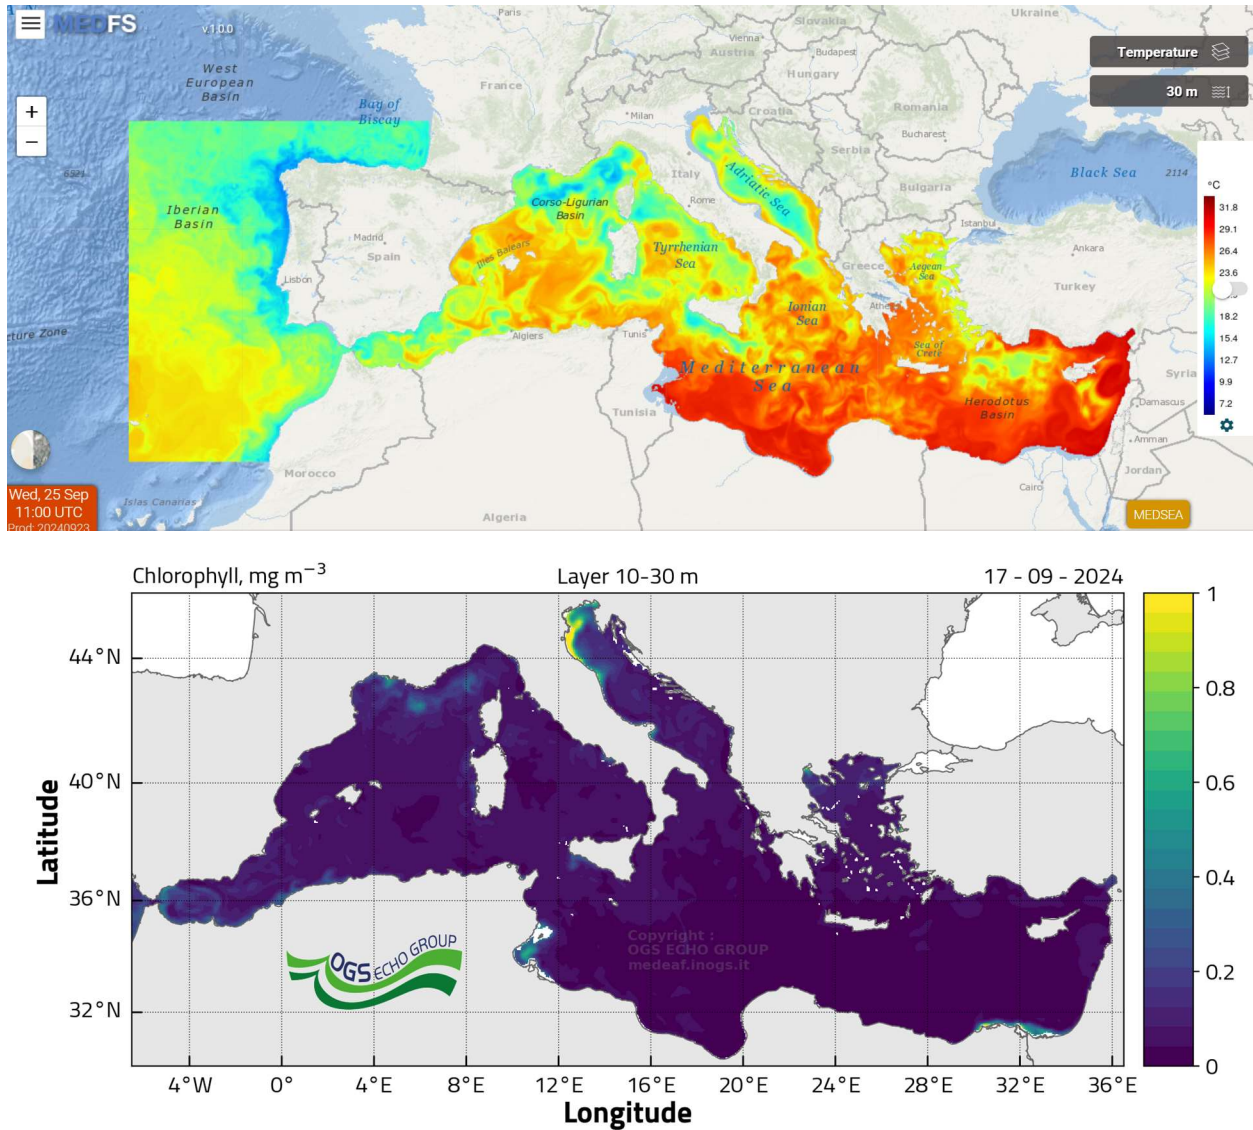 MEDFS
v.1.0.0
Temperature
30 m
Paris
Ukraine
Slovakia
Vienna
Austria
Budapest
Hungary
West
European
Basin
France
Bay of
Biscay
Milan
Croatia
Romania
Bucharest
Serbia
Italy
Rome
Bulgaria
Adriatic Sea
Black Sea
2114
Iberian
Basin
Corso-Ligurian
Basin
Istanbul
Madrid
Spain
Illes Balears
Tyrrhenian
Sea
Ankara
Greece
Aegean
Sea
Turkey
Lisbon
Ionian
Sea
Athe
cture Zone
Algiers
Tunis
Sea of
Crete
Mediterranean
Sea
Syria
Herodotus
Basin
Tunisia
Damascus
Amman
Jordan
Cairo
Morocco
Islas Canarias
Algeria
°C
31.8
29.1
26.4
23.6
18.2
15.4
12.7
9.9
7.2
Wed, 25 Sep
11:00 UTC
Prod: 20240923
MEDSEA
Chlorophyll, mg m⁻³
Layer 10-30 m
17 - 09 - 2024
44°N
40°N
36°N
32°N
Latitude
1
0.8
0.6
0.4
0.2
0
OGS ECHO GROUP
Copyright :
OGS ECHO GROUP
medeaf.inogs.it
4°W 0° 4°E 8°E 12°E 16°E 20°E 24°E 28°E 32°E 36°E
Longitude